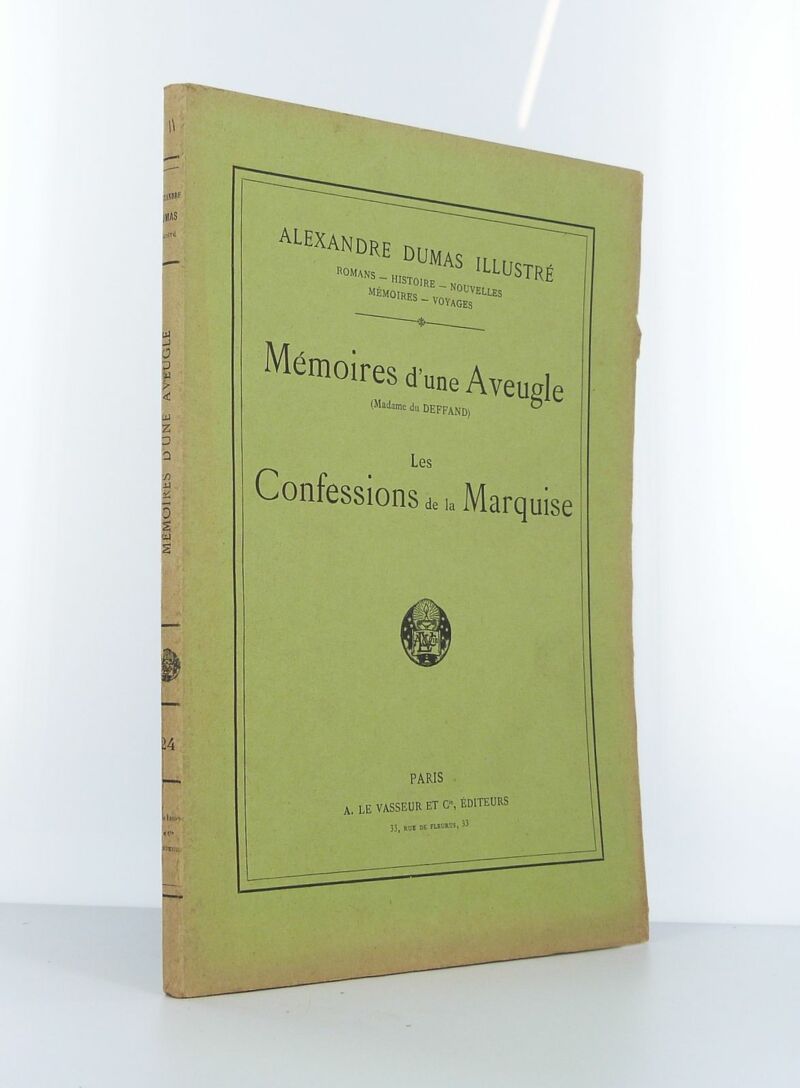 ALEXANDRE DUMAS ILLUSTRÉ
ROMANS — HISTOIRE — NOUVELLES
MÉMOIRES — VOYAGES
Mémoires d'une Aveugle
(Madame du DEFFAND)
Les
Confessions de la Marquise
PARIS
A. LE VASSEUR ET Cie, ÉDITEURS
33, RUE DE FLEURUS, 33
MÉMOIRES D'UNE AVEUGLE
24